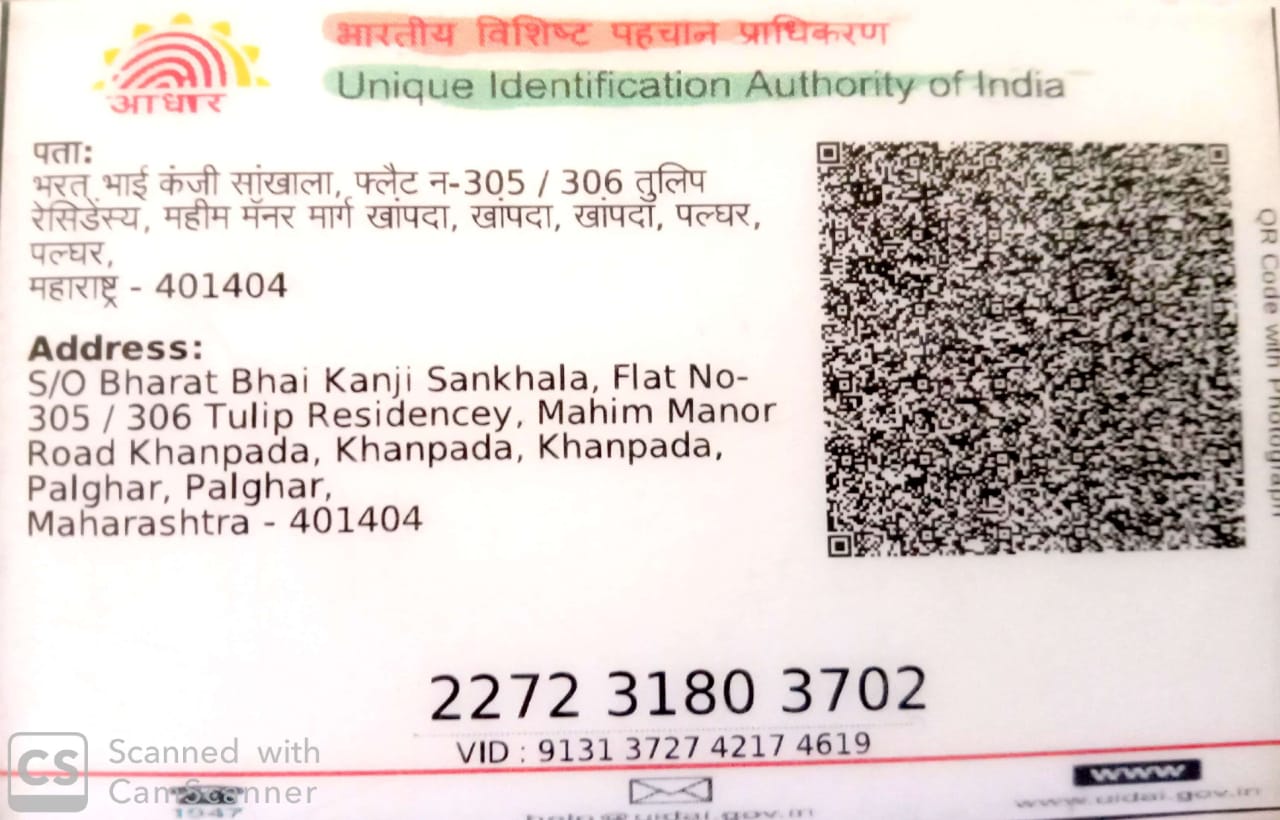 भारतीय विशिष्ट पहचान प्राधिकरण
Unique Identification Authority of India
आधार
पता:
भरत भाई कंजी सांखाला, फ्लैट न-305 / 306 तुलिप
रेसिडेंस्य, महीम मॅनर मार्ग खांपदा, खांपदा, खांपदा, पल्घर,
पल्घर,
महाराष्ट्र - 401404
Address:
S/O Bharat Bhai Kanji Sankhala, Flat No-
305 / 306 Tulip Residencey, Mahim Manor
Road Khanpada, Khanpada, Khanpada,
Palghar, Palghar,
Maharashtra - 401404
QR Code with Photograph
2272 3180 3702
VID : 9131 3727 4217 4619
CS Scanned with
CamScanner
1947
help@uidai.gov.in
www
www.uidai.gov.in